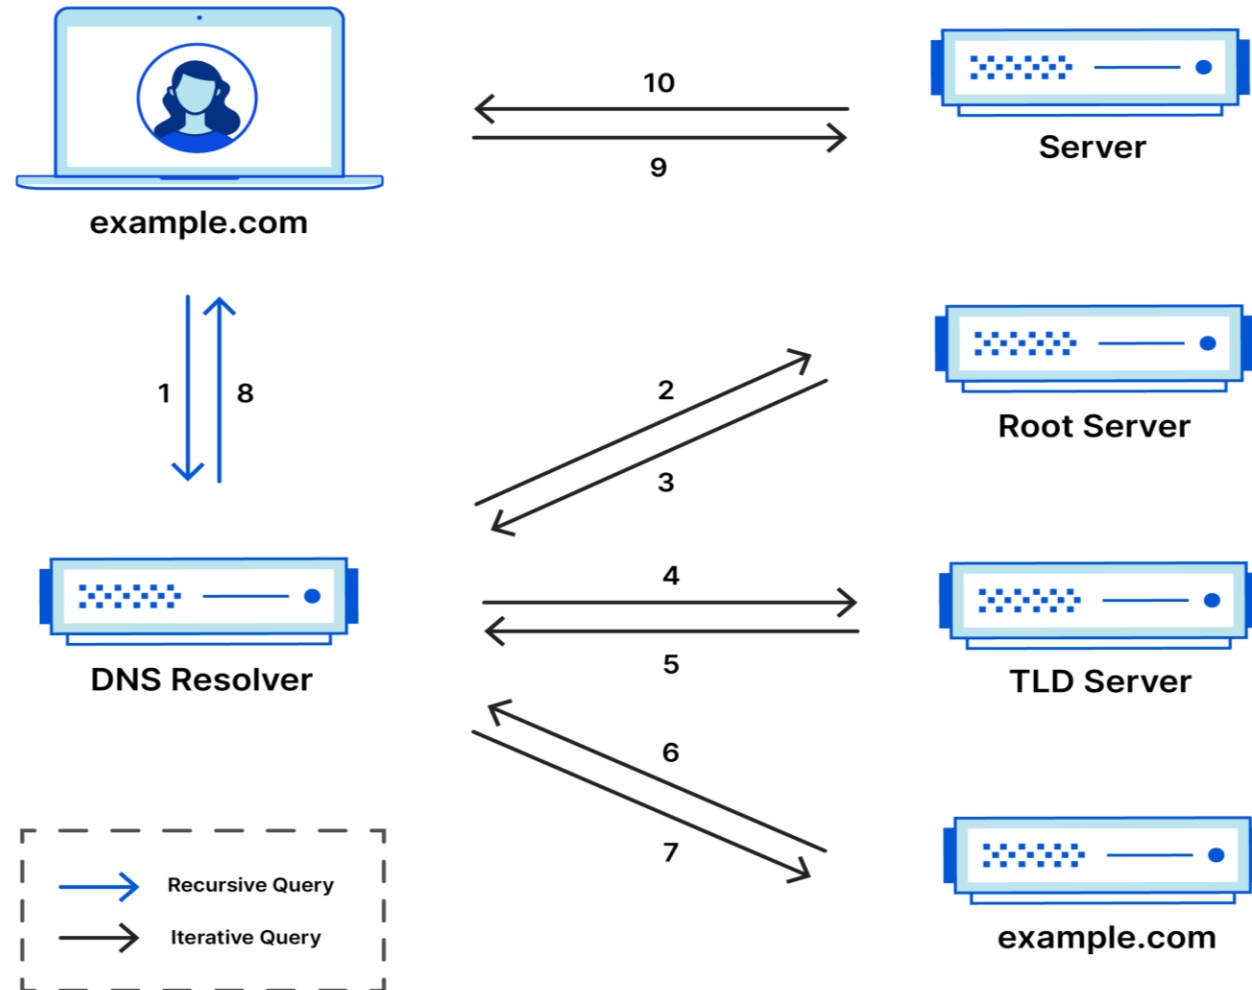 10
9
Server
example.com
1
8
2
3
Root Server
4
5
DNS Resolver
TLD Server
6
7
Recursive Query
Iterative Query
example.com